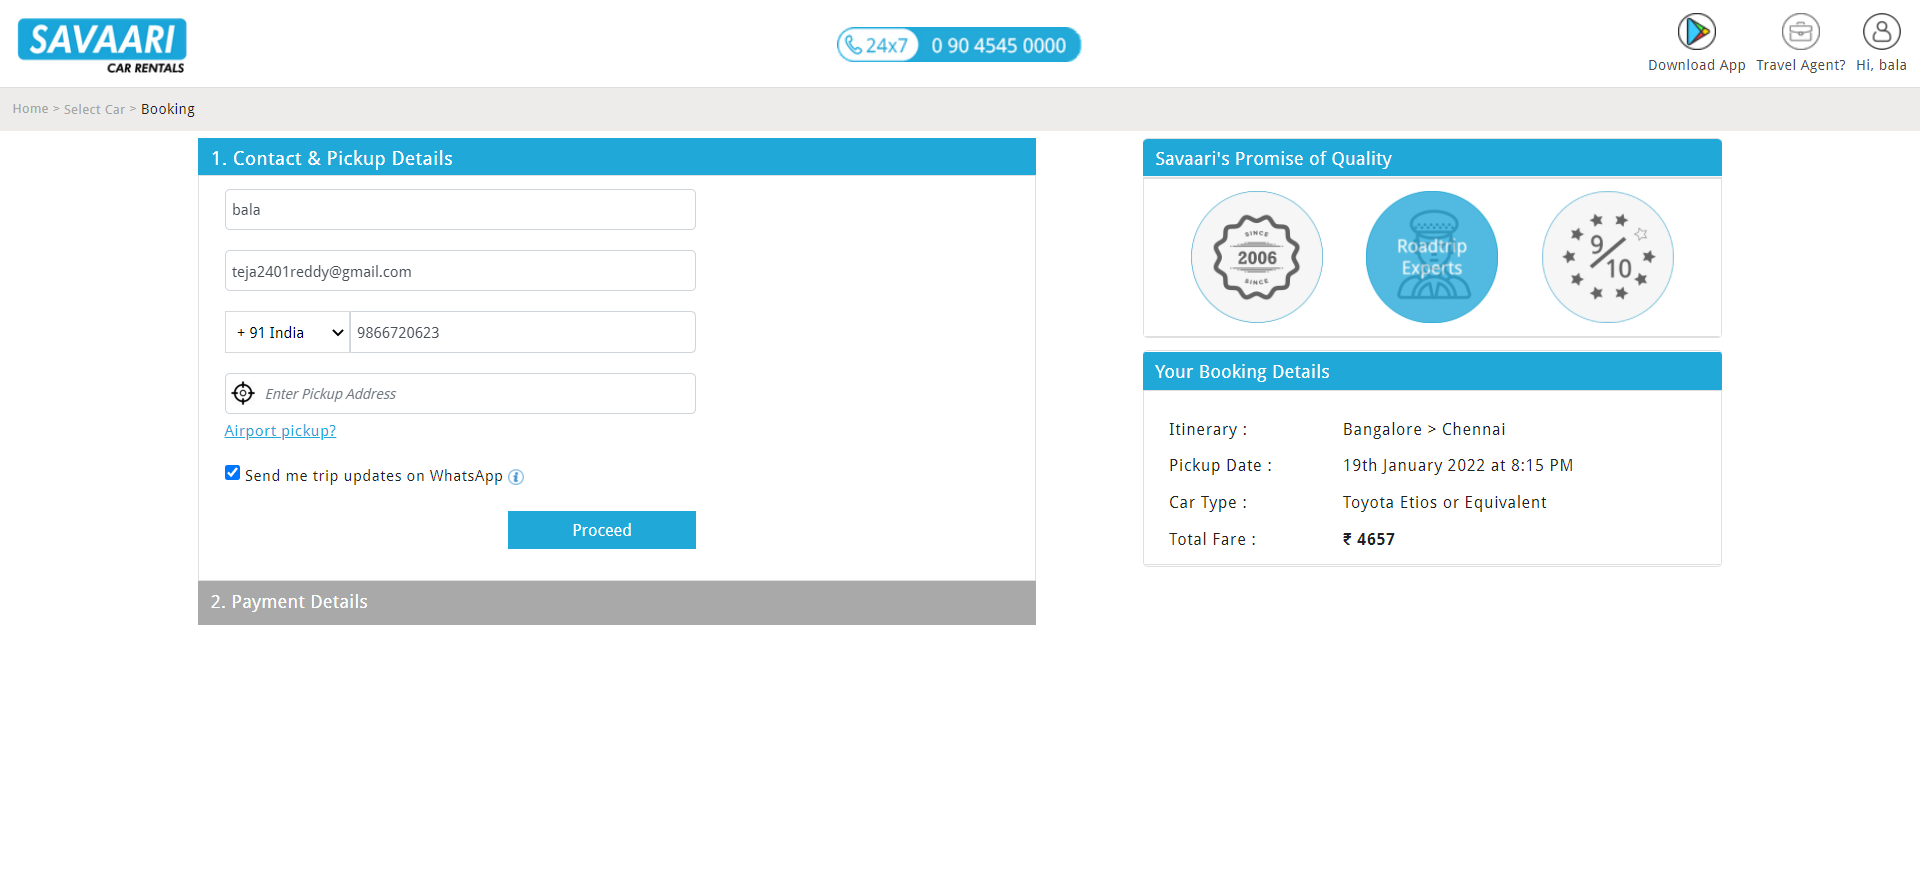 SAVAARI
CAR RENTALS
24x7 0 90 4545 0000
Download App
Travel Agent?
Hi, bala
Home > Select Car > Booking
1. Contact & Pickup Details
bala
teja2401reddy@gmail.com
+ 91 India 9866720623
Enter Pickup Address
Airport pickup?
Send me trip updates on WhatsApp i
Proceed
2. Payment Details
Savaari's Promise of Quality
SINCE
2006
SINCE
Roadtrip
Experts
9/10
Your Booking Details
Itinerary : Bangalore > Chennai
Pickup Date : 19th January 2022 at 8:15 PM
Car Type : Toyota Etios or Equivalent
Total Fare : ₹ 4657